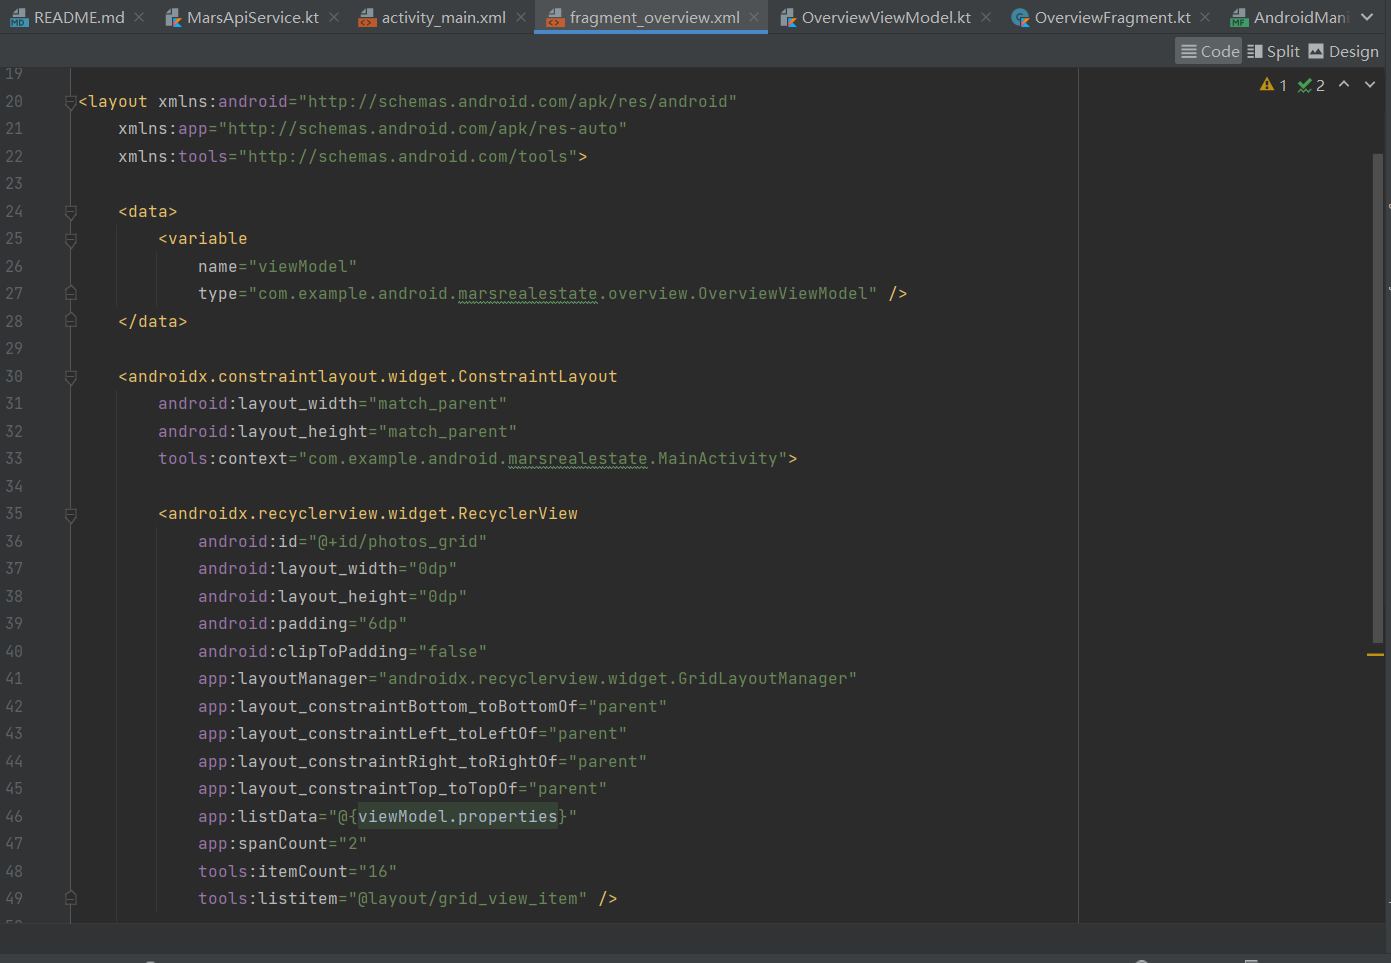 README.md MarsApiService.kt activity_main.xml fragment_overview.xml OverviewViewModel.kt OverviewFragment.kt AndroidMani
Code Split Design
1 2
19
20 <layout xmlns:android="http://schemas.android.com/apk/res/android"
21 xmlns:app="http://schemas.android.com/apk/res-auto"
22 xmlns:tools="http://schemas.android.com/tools">
23
24 <data>
25 <variable
26 name="viewModel"
27 type="com.example.android.marsrealestate.overview.OverviewViewModel" />
28 </data>
29
30 <androidx.constraintlayout.widget.ConstraintLayout
31 android:layout_width="match_parent"
32 android:layout_height="match_parent"
33 tools:context="com.example.android.marsrealestate.MainActivity">
34
35 <androidx.recyclerview.widget.RecyclerView
36 android:id="@+id/photos_grid"
37 android:layout_width="0dp"
38 android:layout_height="0dp"
39 android:padding="6dp"
40 android:clipToPadding="false"
41 app:layoutManager="androidx.recyclerview.widget.GridLayoutManager"
42 app:layout_constraintBottom_toBottomOf="parent"
43 app:layout_constraintLeft_toLeftOf="parent"
44 app:layout_constraintRight_toRightOf="parent"
45 app:layout_constraintTop_toTopOf="parent"
46 app:listData="@{viewModel.properties}"
47 app:spanCount="2"
48 tools:itemCount="16"
49 tools:listitem="@layout/grid_view_item" />